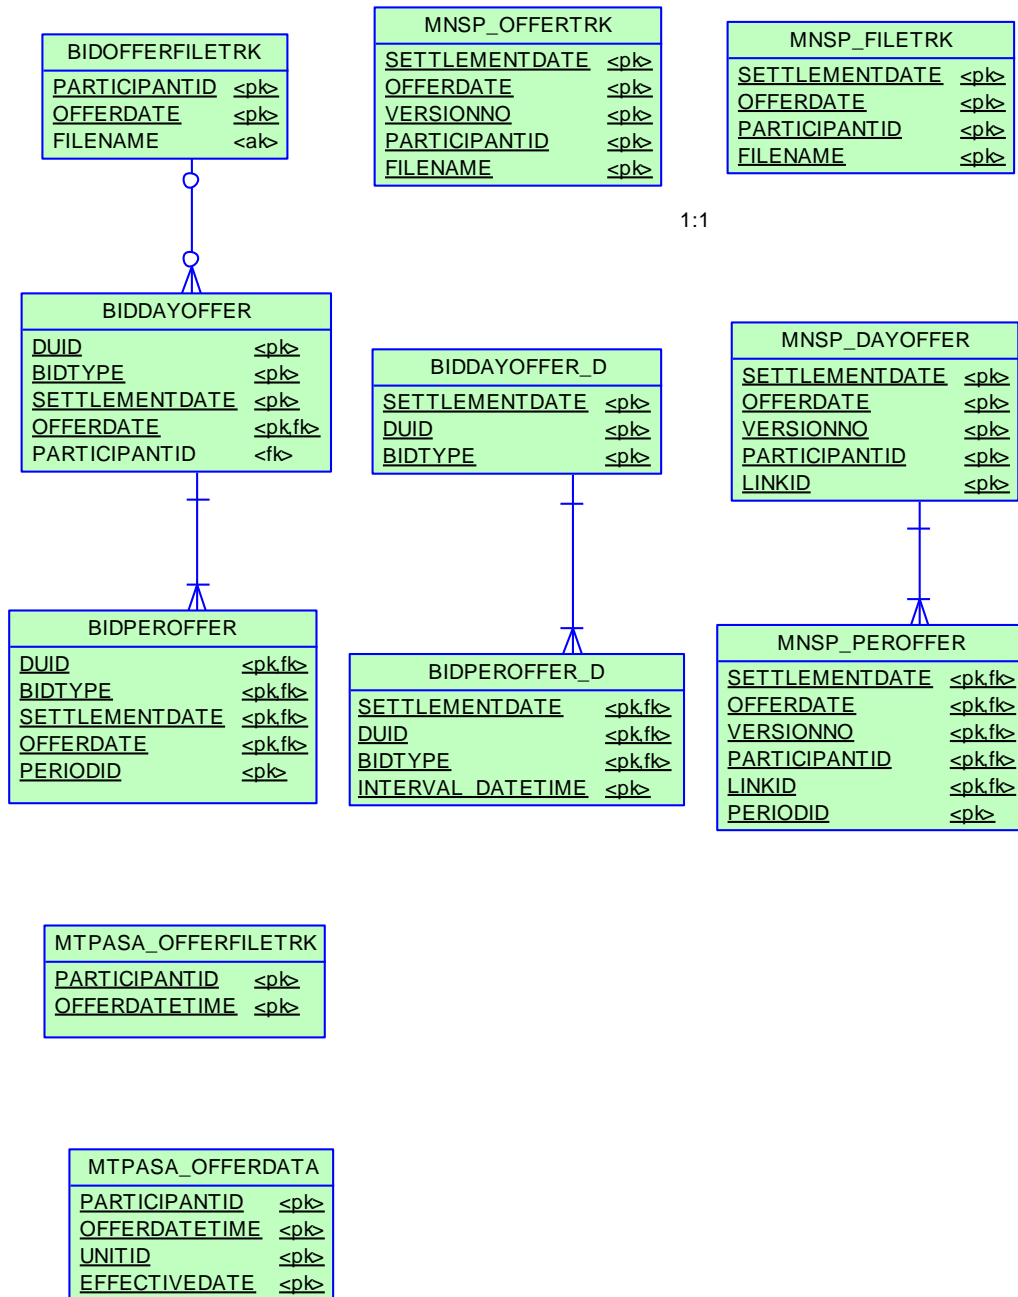 BIDOFFERFILETRK
PARTICIPANTID <pk>
OFFERDATE <pk>
FILENAME <ak>
MNSP_OFFERTRK
SETTLEMENTDATE <pk>
OFFERDATE <pk>
VERSIONNO <pk>
PARTICIPANTID <pk>
FILENAME <pk>
MNSP_FILETRK
SETTLEMENTDATE <pk>
OFFERDATE <pk>
PARTICIPANTID <pk>
FILENAME <pk>
1:1
BIDDAYOFFER
DUID <pk>
BIDTYPE <pk>
SETTLEMENTDATE <pk>
OFFERDATE <pk,fk>
PARTICIPANTID <fk>
BIDDAYOFFER_D
SETTLEMENTDATE <pk>
DUID <pk>
BIDTYPE <pk>
MNSP_DAYOFFER
SETTLEMENTDATE <pk>
OFFERDATE <pk>
VERSIONNO <pk>
PARTICIPANTID <pk>
LINKID <pk>
BIDPEROFFER
DUID <pk,fk>
BIDTYPE <pk,fk>
SETTLEMENTDATE <pk,fk>
OFFERDATE <pk,fk>
PERIODID <pk>
BIDPEROFFER_D
SETTLEMENTDATE <pk,fk>
DUID <pk,fk>
BIDTYPE <pk,fk>
INTERVAL_DATETIME <pk>
MNSP_PEROFFER
SETTLEMENTDATE <pk,fk>
OFFERDATE <pk,fk>
VERSIONNO <pk,fk>
PARTICIPANTID <pk,fk>
LINKID <pk,fk>
PERIODID <pk>
MTPASA_OFFERFILETRK
PARTICIPANTID <pk>
OFFERDATETIME <pk>
MTPASA_OFFERDATA
PARTICIPANTID <pk>
OFFERDATETIME <pk>
UNITID <pk>
EFFECTIVEDATE <pk>